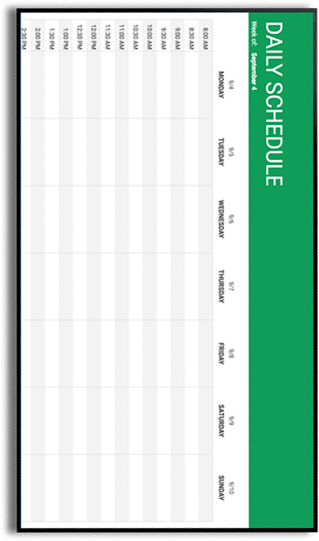 DAILY SCHEDULE
Week of: September 4
9/4 9/5 9/6 9/7 9/8 9/9 9/10
MONDAY TUESDAY WEDNESDAY THURSDAY FRIDAY SATURDAY SUNDAY
8:00 AM
8:30 AM
9:00 AM
9:30 AM
10:00 AM
10:30 AM
11:00 AM
11:30 AM
12:00 PM
12:30 PM
1:00 PM
1:30 PM
2:00 PM
2:30 PM